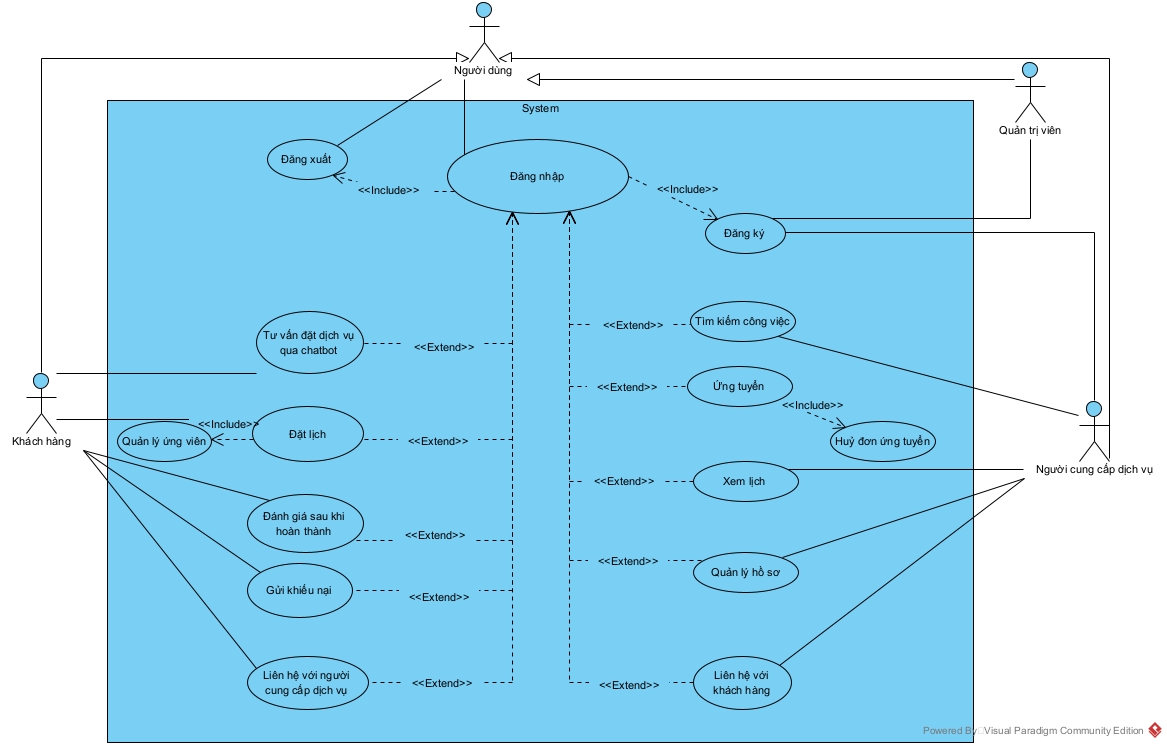 Người dùng
Quản trị viên
System
Đăng xuất
Đăng nhập
<<Include>>
<<Include>>
Đăng ký
Tư vấn đặt dịch vụ
qua chatbot
<<Extend>>
<<Extend>>
Tìm kiếm công việc
Ứng tuyển
<<Extend>>
<<Include>>
Huỷ đơn ứng tuyển
Khách hàng
<<Include>>
Quản lý ứng viên
Đặt lịch
<<Extend>>
Người cung cấp dịch vụ
<<Extend>>
Xem lịch
Đánh giá sau khi
hoàn thành
<<Extend>>
<<Extend>>
Quản lý hồ sơ
Gửi khiếu nại
<<Extend>>
Liên hệ với người
cung cấp dịch vụ
<<Extend>>
<<Extend>>
Liên hệ với
khách hàng
Powered By Visual Paradigm Community Edition